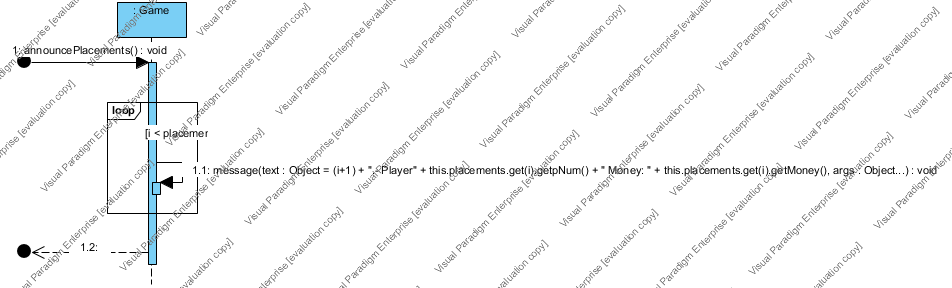 : Game
1: announcePlacements() : void
loop
[i < placemer
1.1: message(text : Object = (i+1) + ": Player" + this.placements.get(i).getpNum() + " Money: " + this.placements.get(i).getMoney(), args : Object...) : void
1.2:
Visual Paradigm Enterprise [evaluation copy]